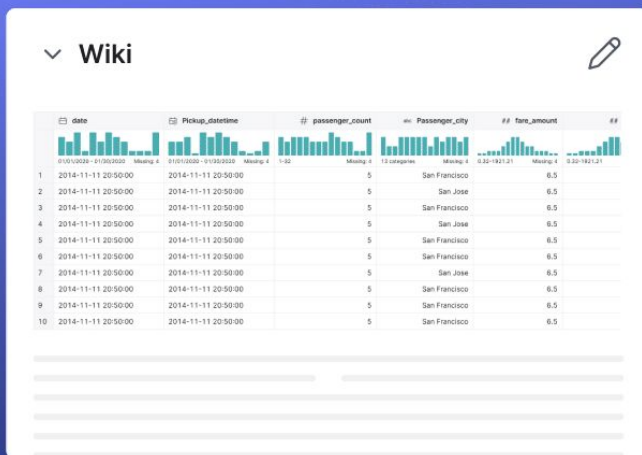 Wiki
date Pickup_datetime # passenger_count abc Passenger_city ## fare_amount ##
01/01/2020 - 01/30/2020 Missing: 4 01/01/2020 - 01/30/2020 Missing: 4 1-02 Missing: 4 13 categories Missing: 4 0.32-1921.21 Missing: 4 0.32-1921.21
1 2014-11-11 20:50:00 2014-11-11 20:50:00 5 San Francisco 6.5
2 2014-11-11 20:50:00 2014-11-11 20:50:00 5 San Jose 6.5
3 2014-11-11 20:50:00 2014-11-11 20:50:00 5 San Francisco 6.5
4 2014-11-11 20:50:00 2014-11-11 20:50:00 5 San Jose 6.5
5 2014-11-11 20:50:00 2014-11-11 20:50:00 5 San Francisco 6.5
6 2014-11-11 20:50:00 2014-11-11 20:50:00 5 San Francisco 6.5
7 2014-11-11 20:50:00 2014-11-11 20:50:00 5 San Jose 6.5
8 2014-11-11 20:50:00 2014-11-11 20:50:00 5 San Francisco 6.5
9 2014-11-11 20:50:00 2014-11-11 20:50:00 5 San Francisco 6.5
10 2014-11-11 20:50:00 2014-11-11 20:50:00 5 San Francisco 6.5